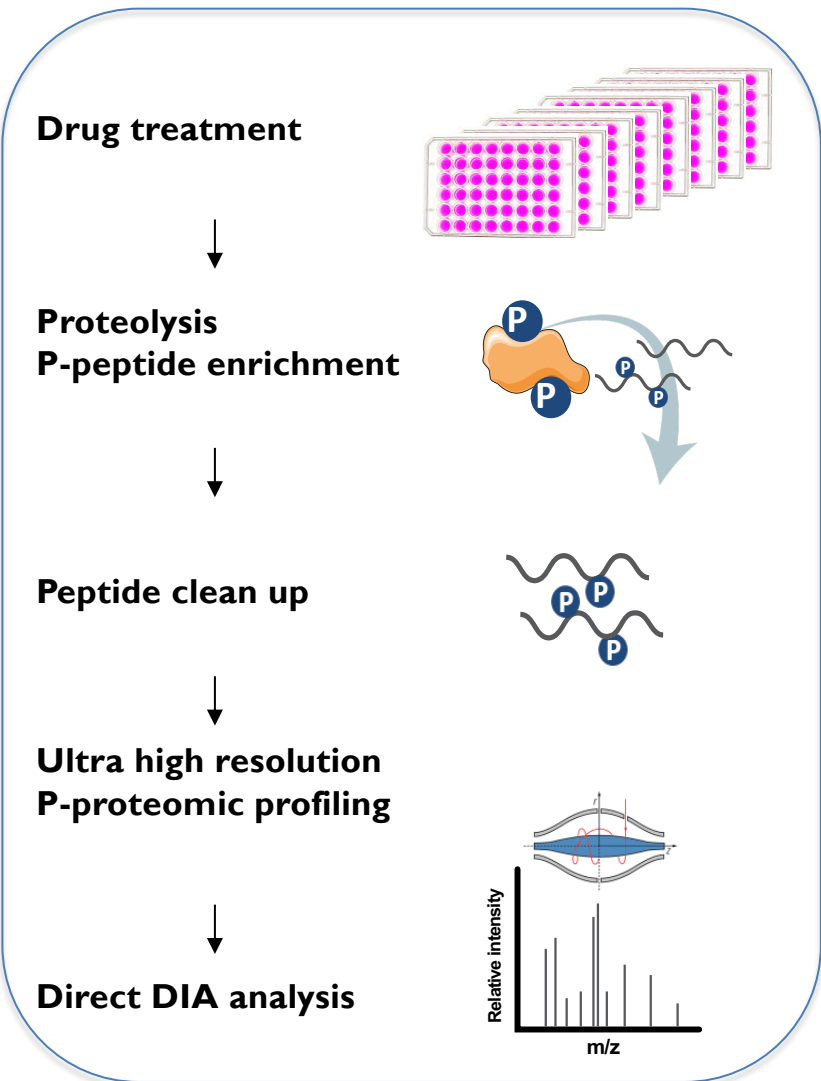 Drug treatment
Proteolysis
P-peptide enrichment
P
P
P
P
Peptide clean up
P
P
P
Ultra high resolution
P-proteomic profiling
r
z
Relative intensity
m/z
Direct DIA analysis